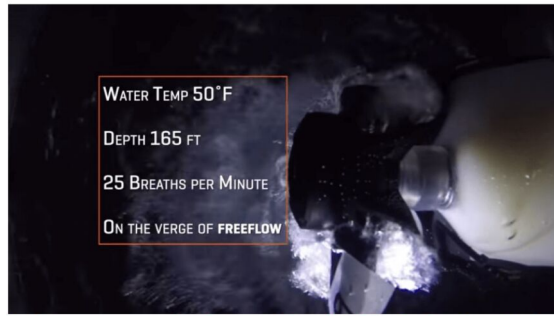 Water Temp 50°F
Depth 165 ft
25 Breaths per Minute
On the verge of freeflow